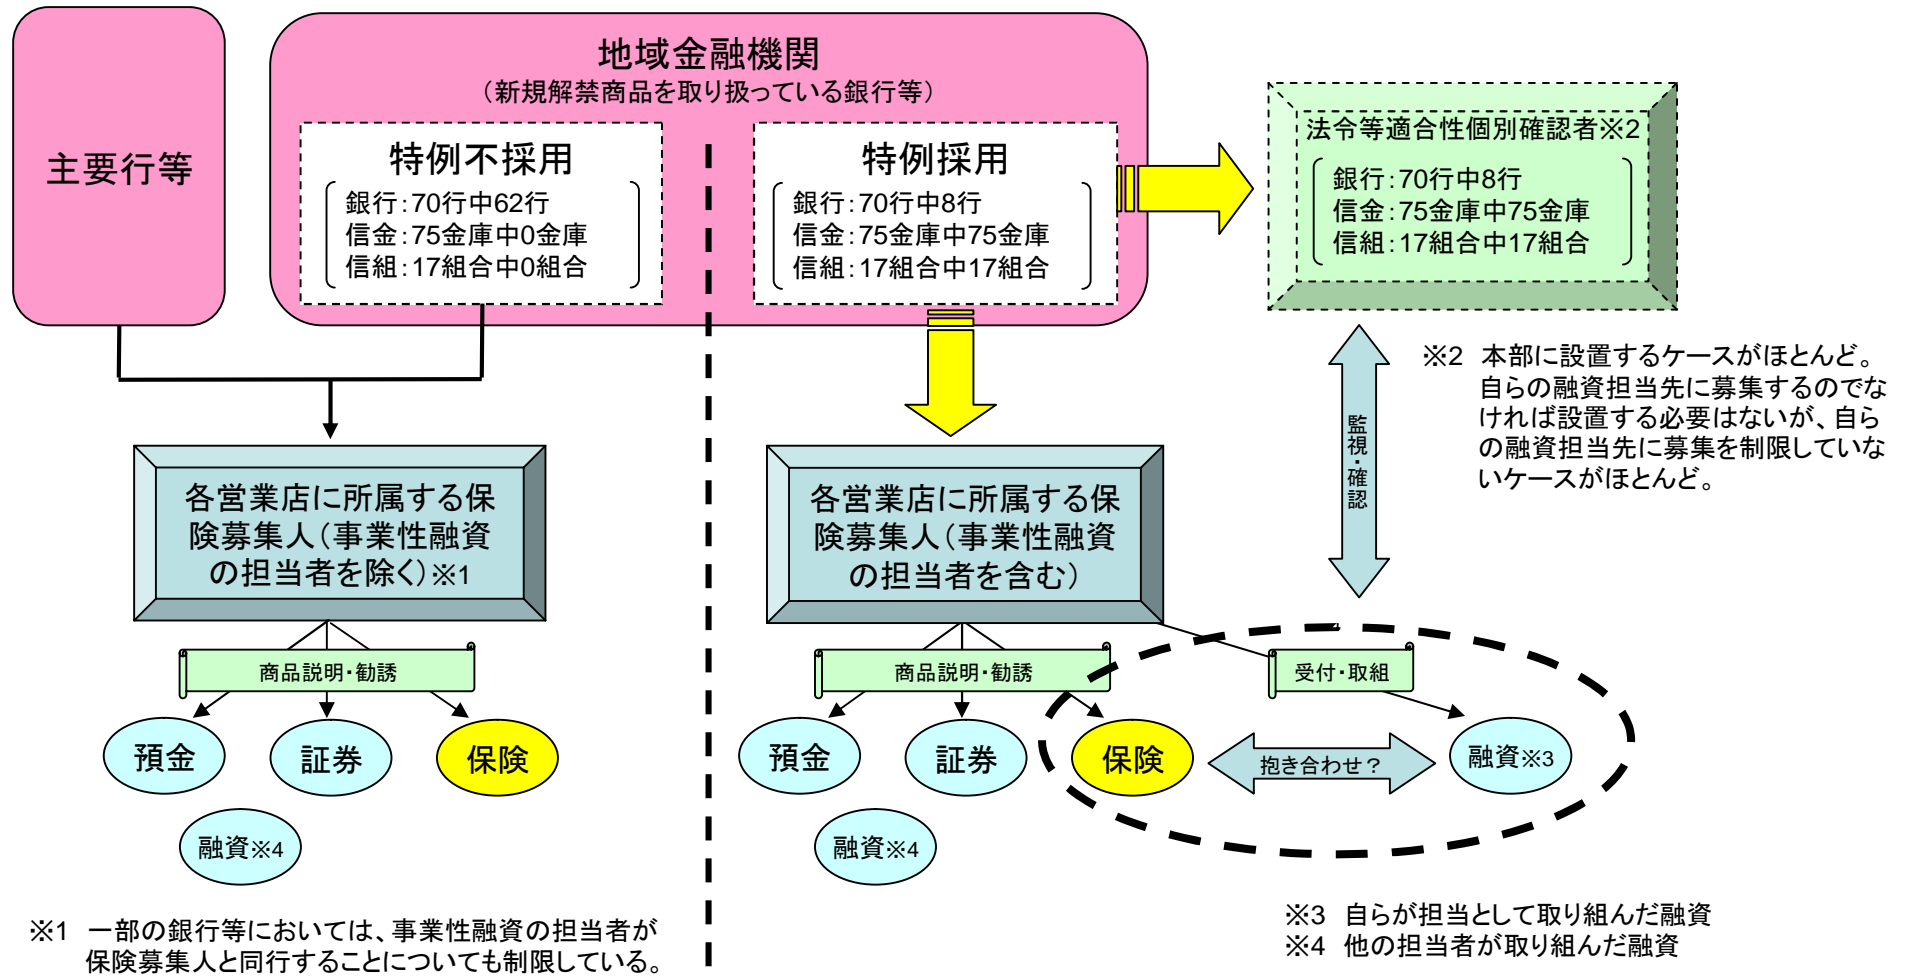 主要行等
地域金融機関
（新規解禁商品を取り扱っている銀行等）
特例不採用
銀行：70行中62行
信金：75金庫中0金庫
信組：17組合中0組合
特例採用
銀行：70行中8行
信金：75金庫中75金庫
信組：17組合中17組合
法令等適合性個別確認者※2
銀行：70行中8行
信金：75金庫中75金庫
信組：17組合中17組合
※2 本部に設置するケースがほとんど。
自らの融資担当先に募集するのでな
ければ設置する必要はないが、自ら
の融資担当先に募集を制限していな
いケースがほとんど。
監視・確認
各営業店に所属する保
険募集人（事業性融資
の担当者を除く）※1
各営業店に所属する保
険募集人（事業性融資
の担当者を含む）
商品説明・勧誘
商品説明・勧誘
受付・取組
預金
証券
保険
預金
証券
保険
抱き合わせ？
融資※3
融資※4
融資※4
※1 一部の銀行等においては、事業性融資の担当者が
保険募集人と同行することについても制限している。
※3 自らが担当として取り組んだ融資
※4 他の担当者が取り組んだ融資